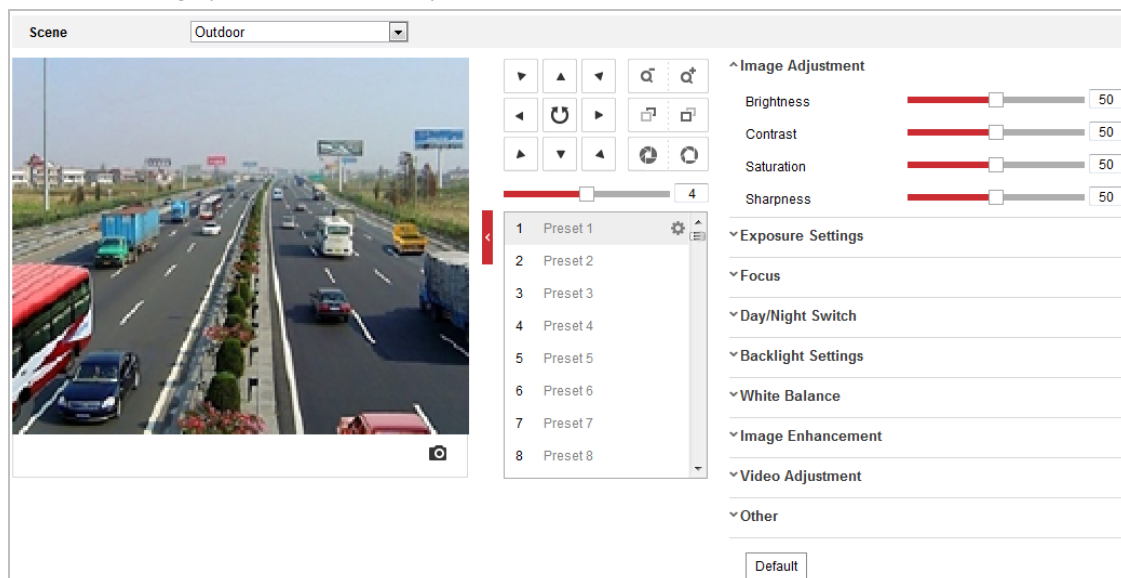 Scene Outdoor
Image Adjustment
Brightness 50
Contrast 50
Saturation 50
Sharpness 50
4
1 Preset 1
2 Preset 2
3 Preset 3
4 Preset 4
5 Preset 5
6 Preset 6
7 Preset 7
8 Preset 8
Exposure Settings
Focus
Day/Night Switch
Backlight Settings
White Balance
Image Enhancement
Video Adjustment
Other
Default